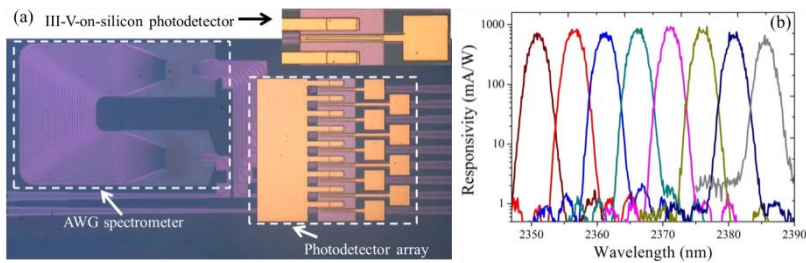 (a) III-V-on-silicon photodetector
AWG spectrometer
Photodetector array
(b)
Responsivity (mA/W)
1000
100
10
1
2350 2360 2370 2380 2390
Wavelength (nm)